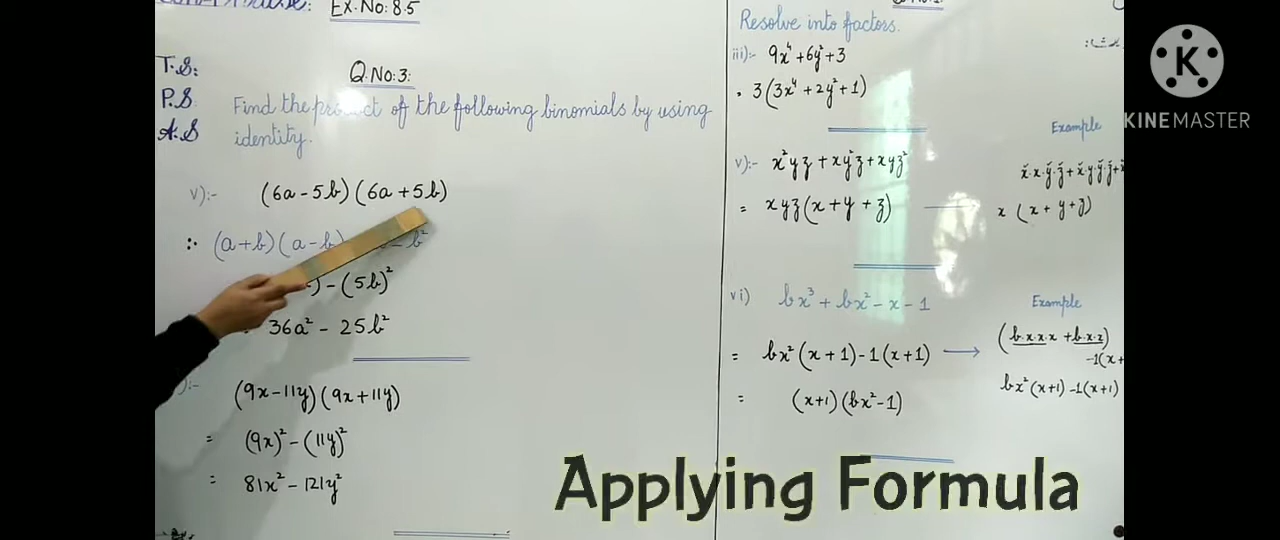 Ex.No: 8.5
T.S:
P.S
A.S
Q.No:3:
Find the product of the following binomials by using
identity.
v):- (6a-5b)(6a+5b)
∴ (a+b)(a-b) - b²
) - (5b)²
36a² - 25b²
):-
(9x-11y)(9x+11y)
= (9x)² - (11y)²
= 81x² - 121y²
Resolve into factors.
iii):- 9x⁴+6y²+3
3(3x⁴+2y²+1)
v):- x²yz + xy²z + xyz²
= xyz(x+y+z)
Example
x·x·y·z + x·y·y·z +
x (x+y+z)
vi) bx³ + bx² - x - 1
= bx²(x+1) - 1(x+1)
= (x+1)(bx²-1)
Example
(b·x·x·x + b·x·x)
-1(x+
bx²(x+1) -1(x+1)
K
KINEMASTER
Applying Formula